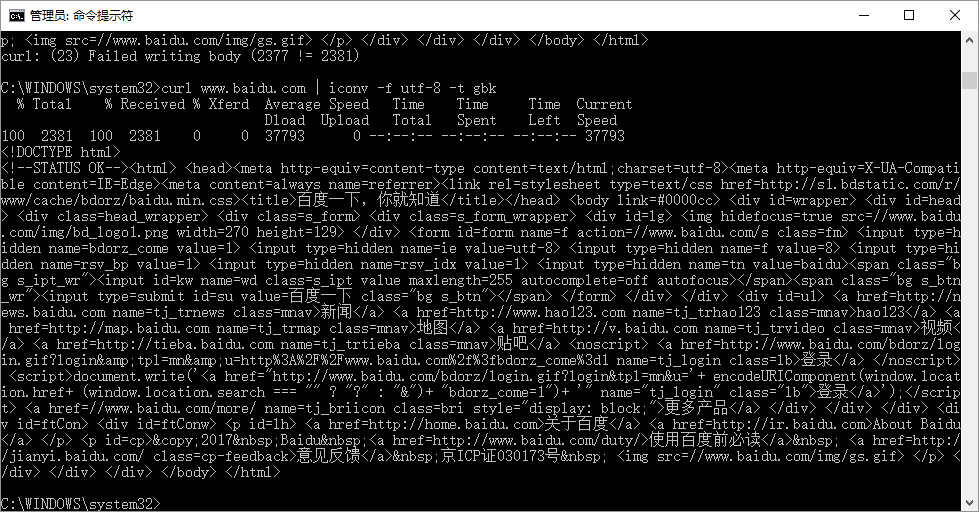 管理员: 命令提示符
p; <img src=//www.baidu.com/img/gs.gif> </p> </div> </div> </div> </body> </html>
curl: (23) Failed writing body (2377 != 2381)
C:\WINDOWS\system32>curl www.baidu.com | iconv -f utf-8 -t gbk
  % Total    % Received % Xferd  Average Speed   Time    Time     Time  Current
                                 Dload  Upload   Total   Spent    Left  Speed
100  2381  100  2381    0     0  37793      0 --:--:-- --:--:-- --:--:-- 37793
<!DOCTYPE html>
<!--STATUS OK--><html> <head><meta http-equiv=content-type content=text/html;charset=utf-8><meta http-equiv=X-UA-Compati
ble content=IE=Edge><meta content=always name=referrer><link rel=stylesheet type=text/css href=http://s1.bdstatic.com/r/
www/cache/bdorz/baidu.min.css><title>百度一下，你就知道</title></head> <body link=#0000cc> <div id=wrapper> <div id=head
> <div class=head_wrapper> <div class=s_form> <div class=s_form_wrapper> <div id=lg> <img hidefocus=true src=//www.baidu
.com/img/bd_logo1.png width=270 height=129> </div> <form id=form name=f action=//www.baidu.com/s class=fm> <input type=h
idden name=bdorz_come value=1> <input type=hidden name=ie value=utf-8> <input type=hidden name=f value=8> <input type=hi
dden name=rsv_bp value=1> <input type=hidden name=rsv_idx value=1> <input type=hidden name=tn value=baidu><span class="b
g s_ipt_wr"><input id=kw name=wd class=s_ipt value maxlength=255 autocomplete=off autofocus></span><span class="bg s_btn
_wr"><input type=submit id=su value=百度一下 class="bg s_btn"></span> </form> </div> </div> <div id=u1> <a href=http://n
ews.baidu.com name=tj_trnews class=mnav>新闻</a> <a href=http://www.hao123.com name=tj_trhao123 class=mnav>hao123</a> <a
 href=http://map.baidu.com name=tj_trmap class=mnav>地图</a> <a href=http://v.baidu.com name=tj_trvideo class=mnav>视频<
/a> <a href=http://tieba.baidu.com name=tj_trtieba class=mnav>贴吧</a> <noscript> <a href=http://www.baidu.com/bdorz/log
in.gif?login&amp;tpl=mn&amp;u=http%3A%2F%2Fwww.baidu.com%2f%3fbdorz_come%3d1 name=tj_login class=lb>登录</a> </noscript>
 <script>document.write('<a href="http://www.baidu.com/bdorz/login.gif?login&tpl=mn&u='+ encodeURIComponent(window.locat
ion.href+ (window.location.search === "" ? "?" : "&")+ "bdorz_come=1")+ '" name="tj_login" class="lb">登录</a>');</scrip
t> <a href=//www.baidu.com/more/ name=tj_briicon class=bri style="display: block;">更多产品</a> </div> </div> </div> <d
iv id=ftCon> <div id=ftConw> <p id=lh> <a href=http://home.baidu.com>关于百度</a> <a href=http://ir.baidu.com>About Baidu
</a> </p> <p id=cp>&copy;2017&nbsp;Baidu&nbsp;<a href=http://www.baidu.com/duty/>使用百度前必读</a>&nbsp; <a href=http:/
/jianyi.baidu.com/ class=cp-feedback>意见反馈</a>&nbsp;京ICP证030173号&nbsp; <img src=//www.baidu.com/img/gs.gif> </p> <
/div> </div> </div> </body> </html>
C:\WINDOWS\system32>